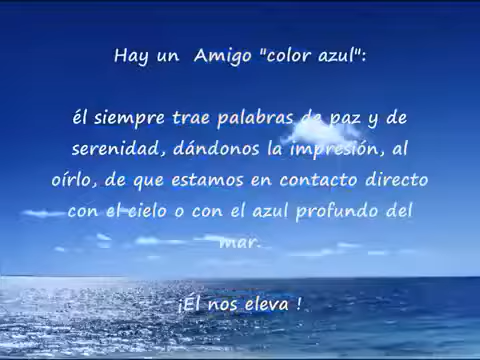 Hay un Amigo "color azul":
él siempre trae palabras de paz y de
serenidad, dándonos la impresión, al
oírlo, de que estamos en contacto directo
con el cielo o con el azul profundo del
mar.
¡Él nos eleva !